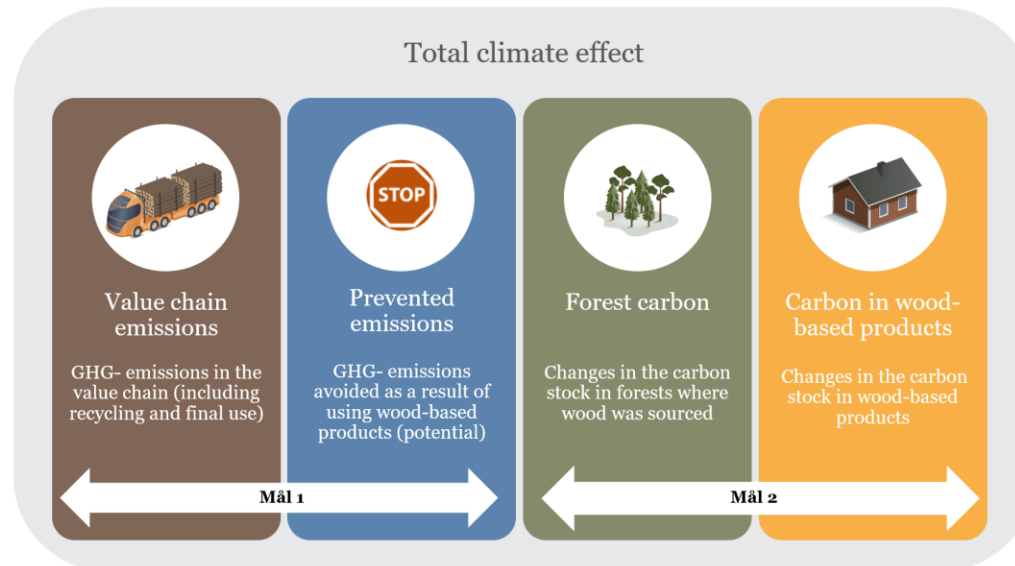 Total climate effect
STOP
Value chain
emissions
GHG- emissions in the
value chain (including
recycling and final use)
Prevented
emissions
GHG- emissions
avoided as a result of
using wood-based
products (potential)
Forest carbon
Changes in the carbon
stock in forests where
wood was sourced
Carbon in wood-
based products
Changes in the carbon
stock in wood-based
products
Mål 1
Mål 2